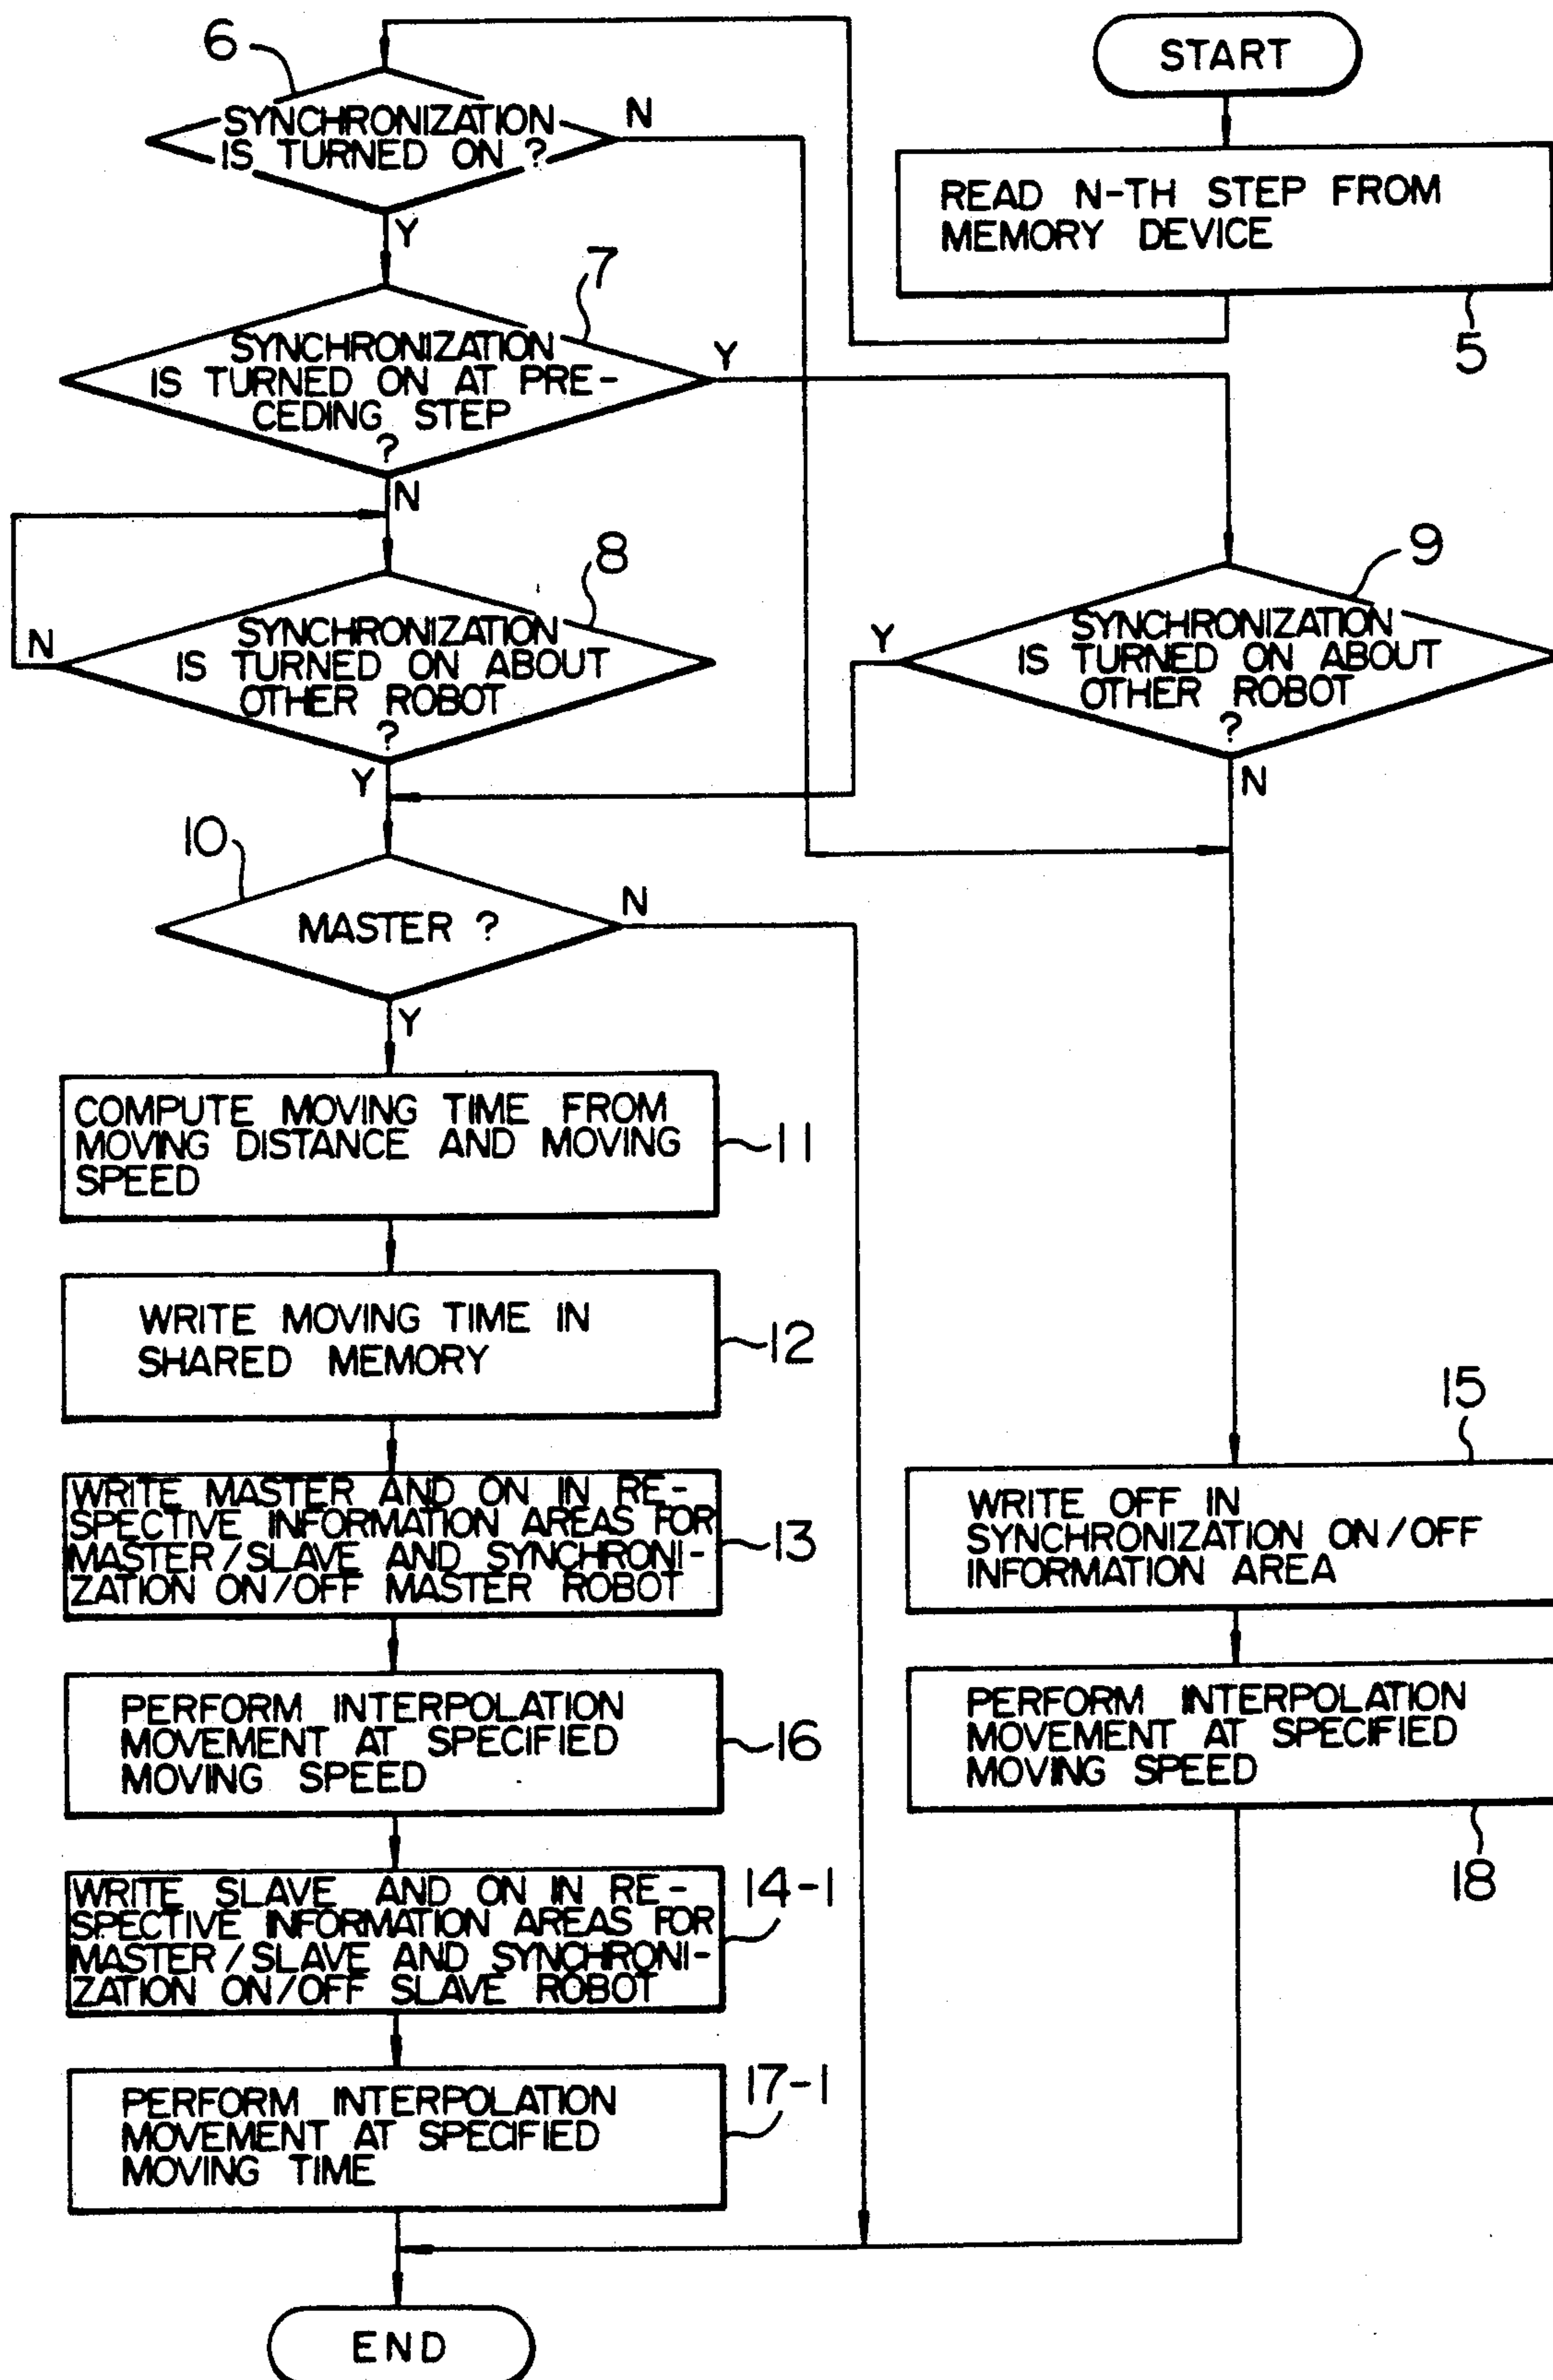 START
READ N-TH STEP FROM
MEMORY DEVICE
5
6
SYNCHRONIZATION
IS TURNED ON ?
N
Y
7
SYNCHRONIZATION
IS TURNED ON AT PRE-
CEDING STEP
?
Y
N
8
SYNCHRONIZATION
IS TURNED ON ABOUT
OTHER ROBOT
?
N
Y
9
SYNCHRONIZATION
IS TURNED ON ABOUT
OTHER ROBOT
?
Y
N
10
MASTER ?
N
Y
COMPUTE MOVING TIME FROM
MOVING DISTANCE AND MOVING
SPEED
11
WRITE MOVING TIME IN
SHARED MEMORY
12
WRITE MASTER AND ON IN RE-
SPECTIVE INFORMATION AREAS FOR
MASTER/SLAVE AND SYNCHRONI-
ZATION ON/OFF MASTER ROBOT
13
PERFORM INTERPOLATION
MOVEMENT AT SPECIFIED
MOVING SPEED
16
WRITE SLAVE AND ON IN RE-
SPECTIVE INFORMATION AREAS FOR
MASTER/SLAVE AND SYNCHRONI-
ZATION ON/OFF SLAVE ROBOT
14-1
PERFORM INTERPOLATION
MOVEMENT AT SPECIFIED
MOVING TIME
17-1
15
WRITE OFF IN
SYNCHRONIZATION ON/OFF
INFORMATION AREA
PERFORM INTERPOLATION
MOVEMENT AT SPECIFIED
MOVING SPEED
18
END